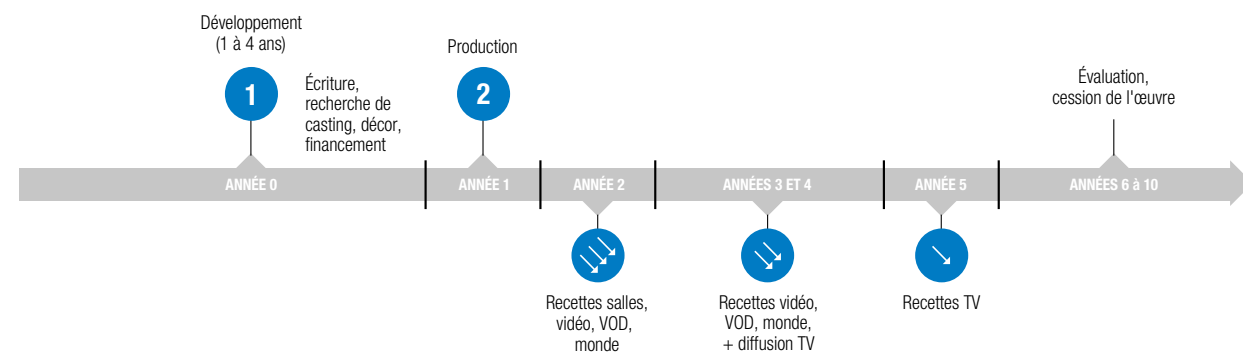 Développement
(1 à 4 ans)
1
Écriture,
recherche de
casting, décor,
financement
Production
2
Évaluation,
cession de l'œuvre
ANNÉE 0
ANNÉE 1
ANNÉE 2
ANNÉES 3 ET 4
ANNÉE 5
ANNÉES 6 à 10
Recettes salles,
vidéo, VOD,
monde
Recettes vidéo,
VOD, monde,
+ diffusion TV
Recettes TV